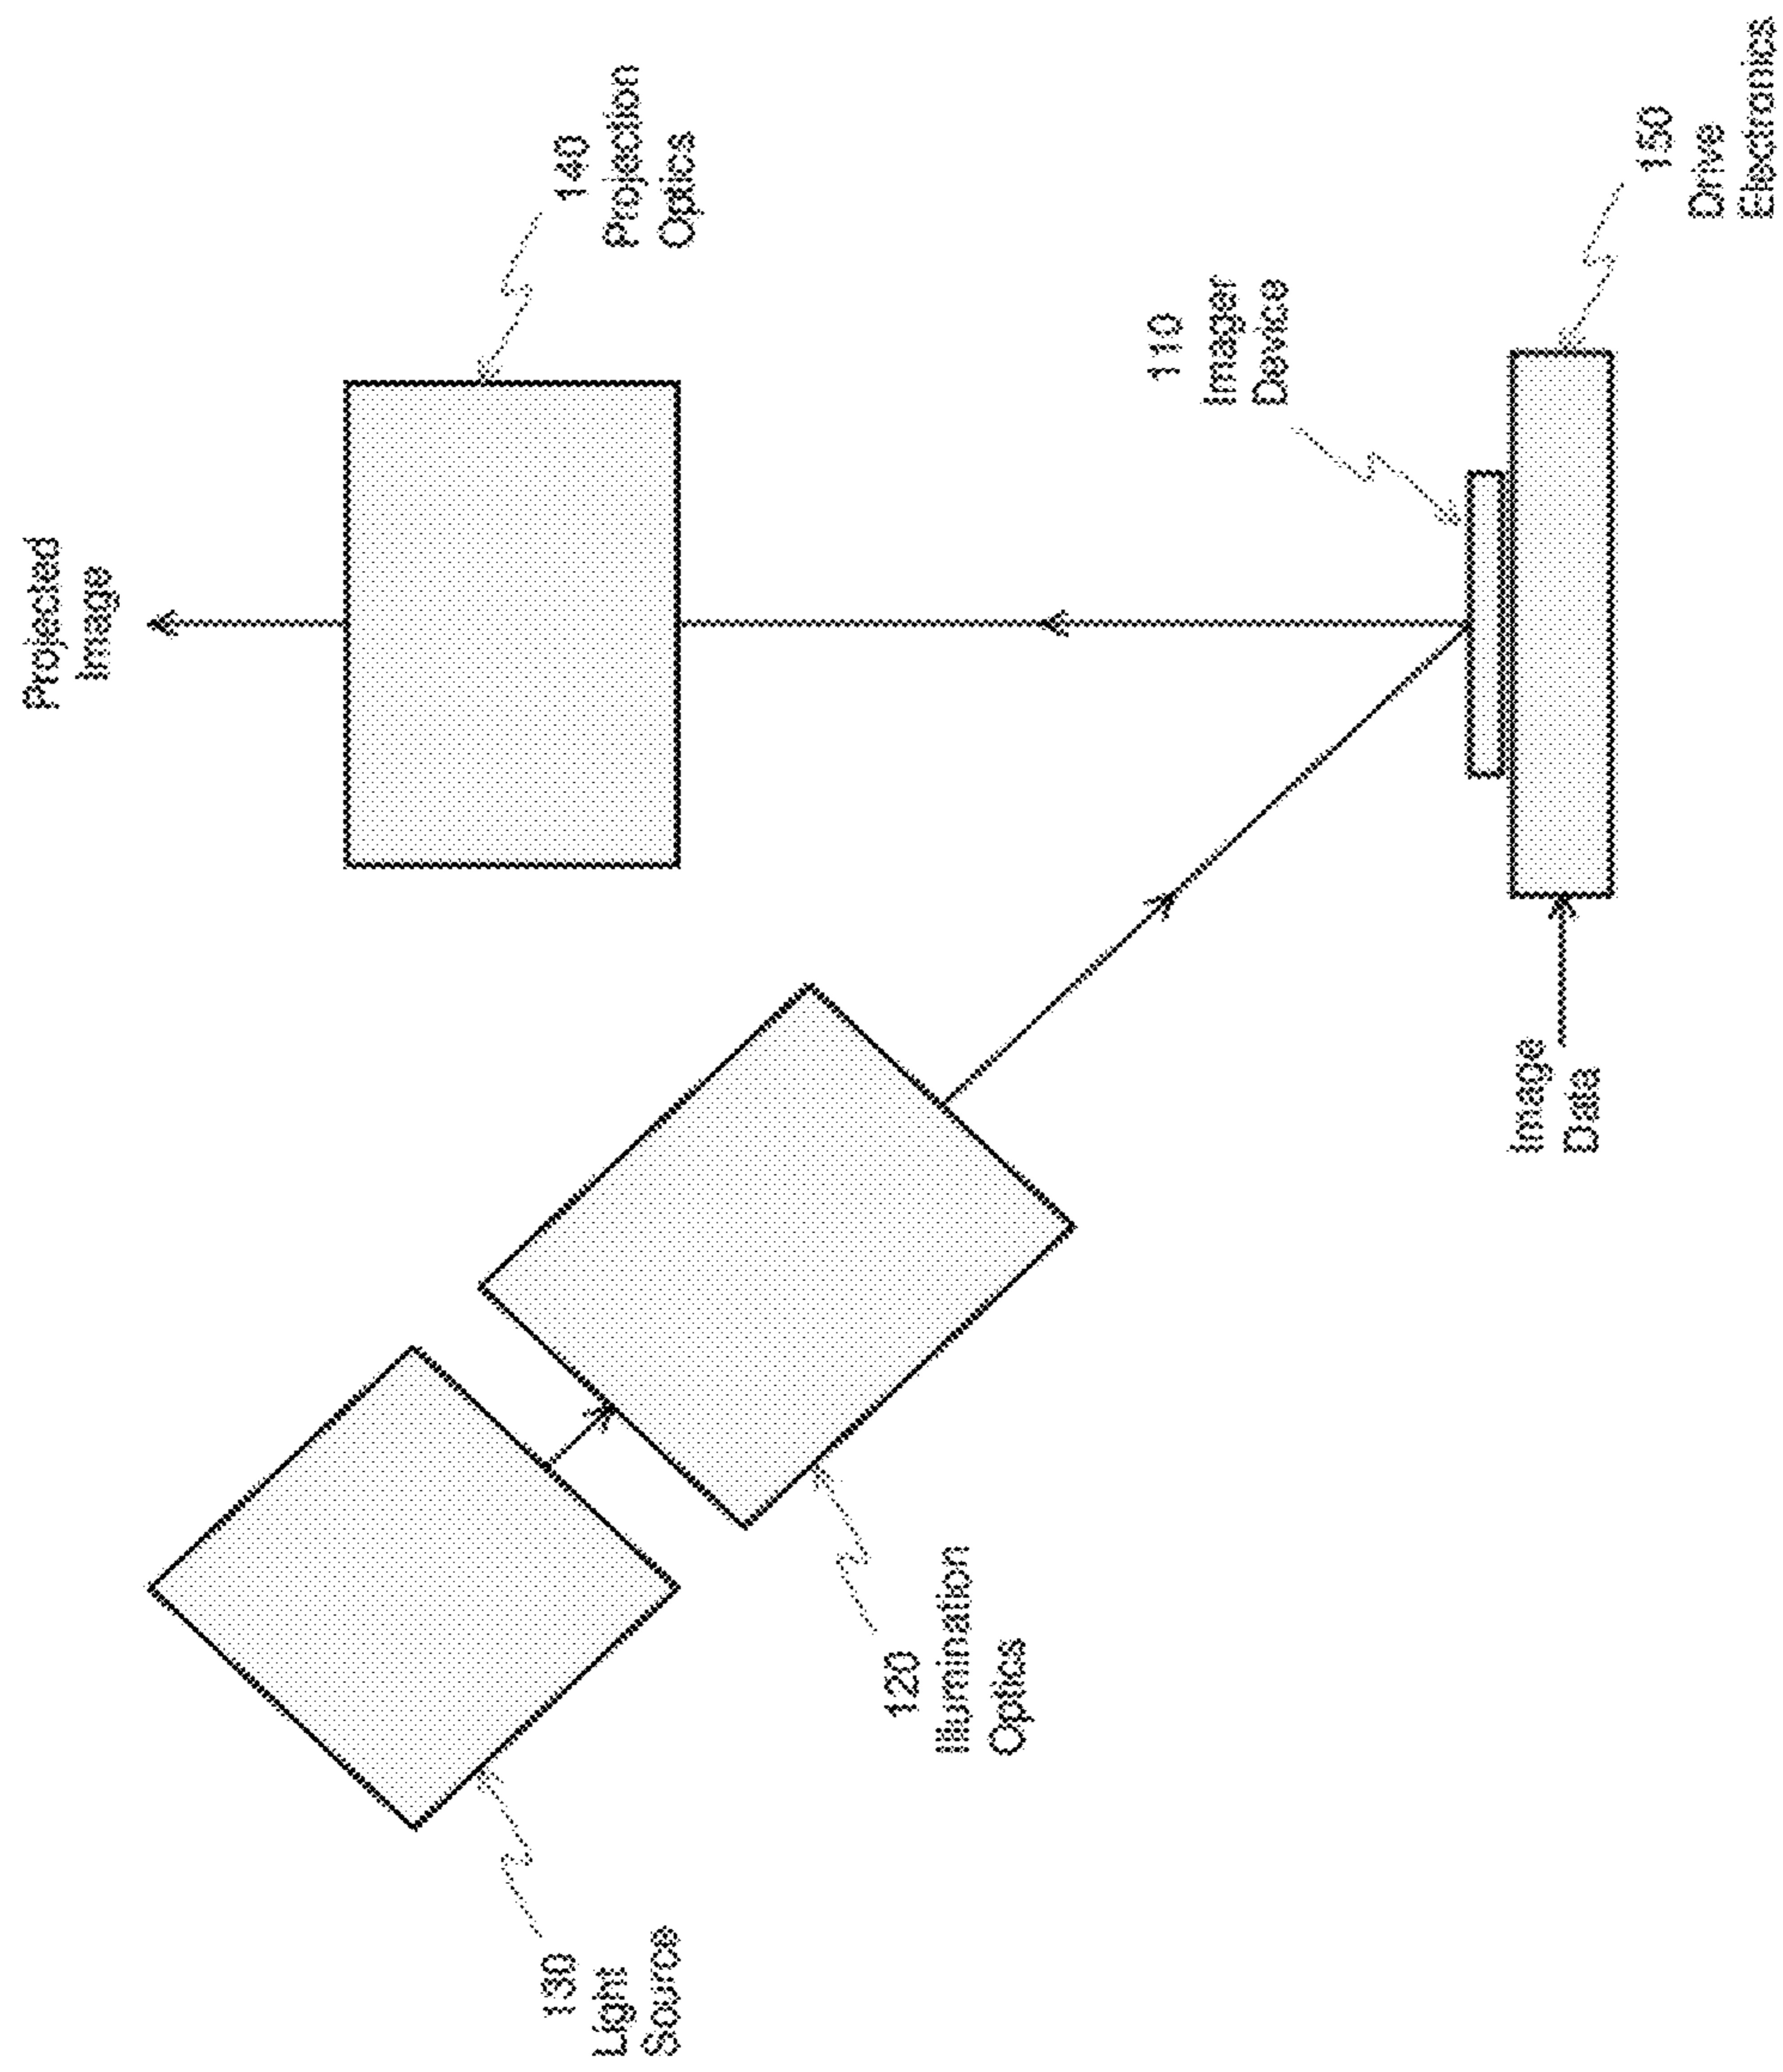 Projected
Image
140
Projection
Optics
110
Imager
Device
150
Drive
Electronics
Image
Data
120
Illumination
Optics
130
Light
Source